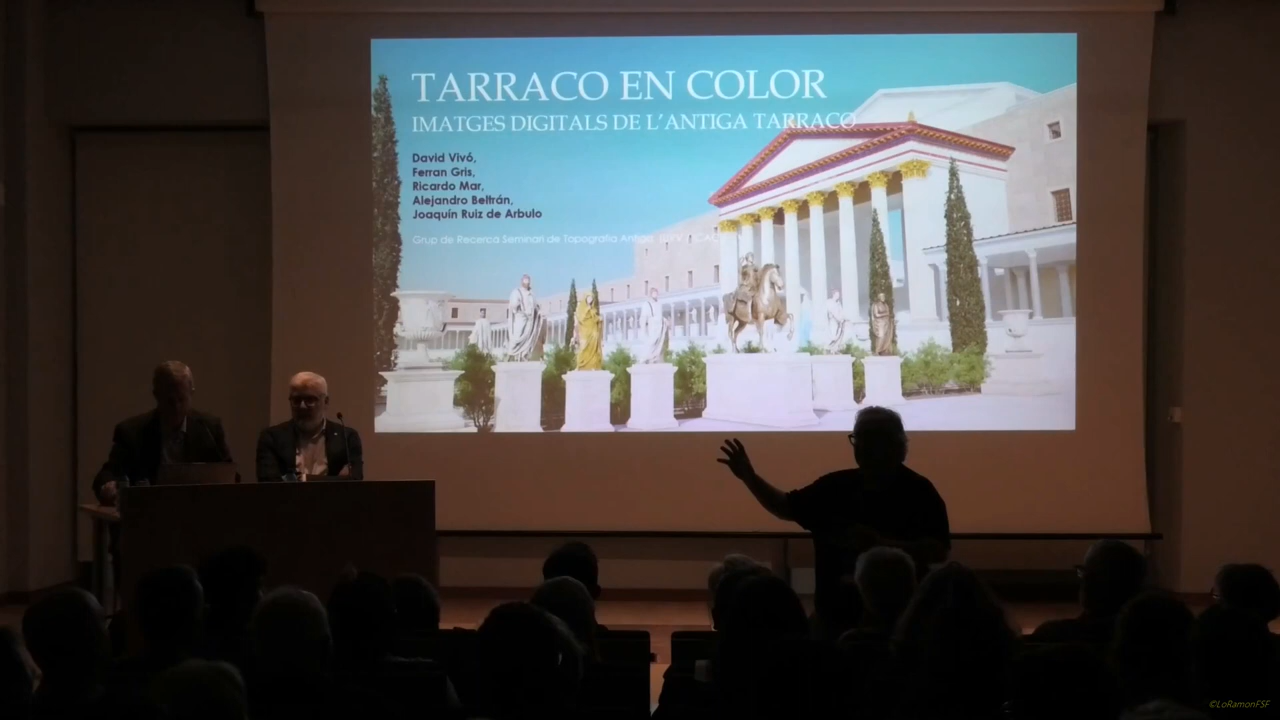 TARRACO EN COLOR
IMATGES DIGITALS DE L'ANTIGA TARRACO
David Vivó,
Ferran Gris,
Ricardo Mar,
Alejandro Beltrán,
Joaquín Ruiz de Arbulo
Grup de Recerca Seminari de Topografia Antiga
©LoRamonFSF